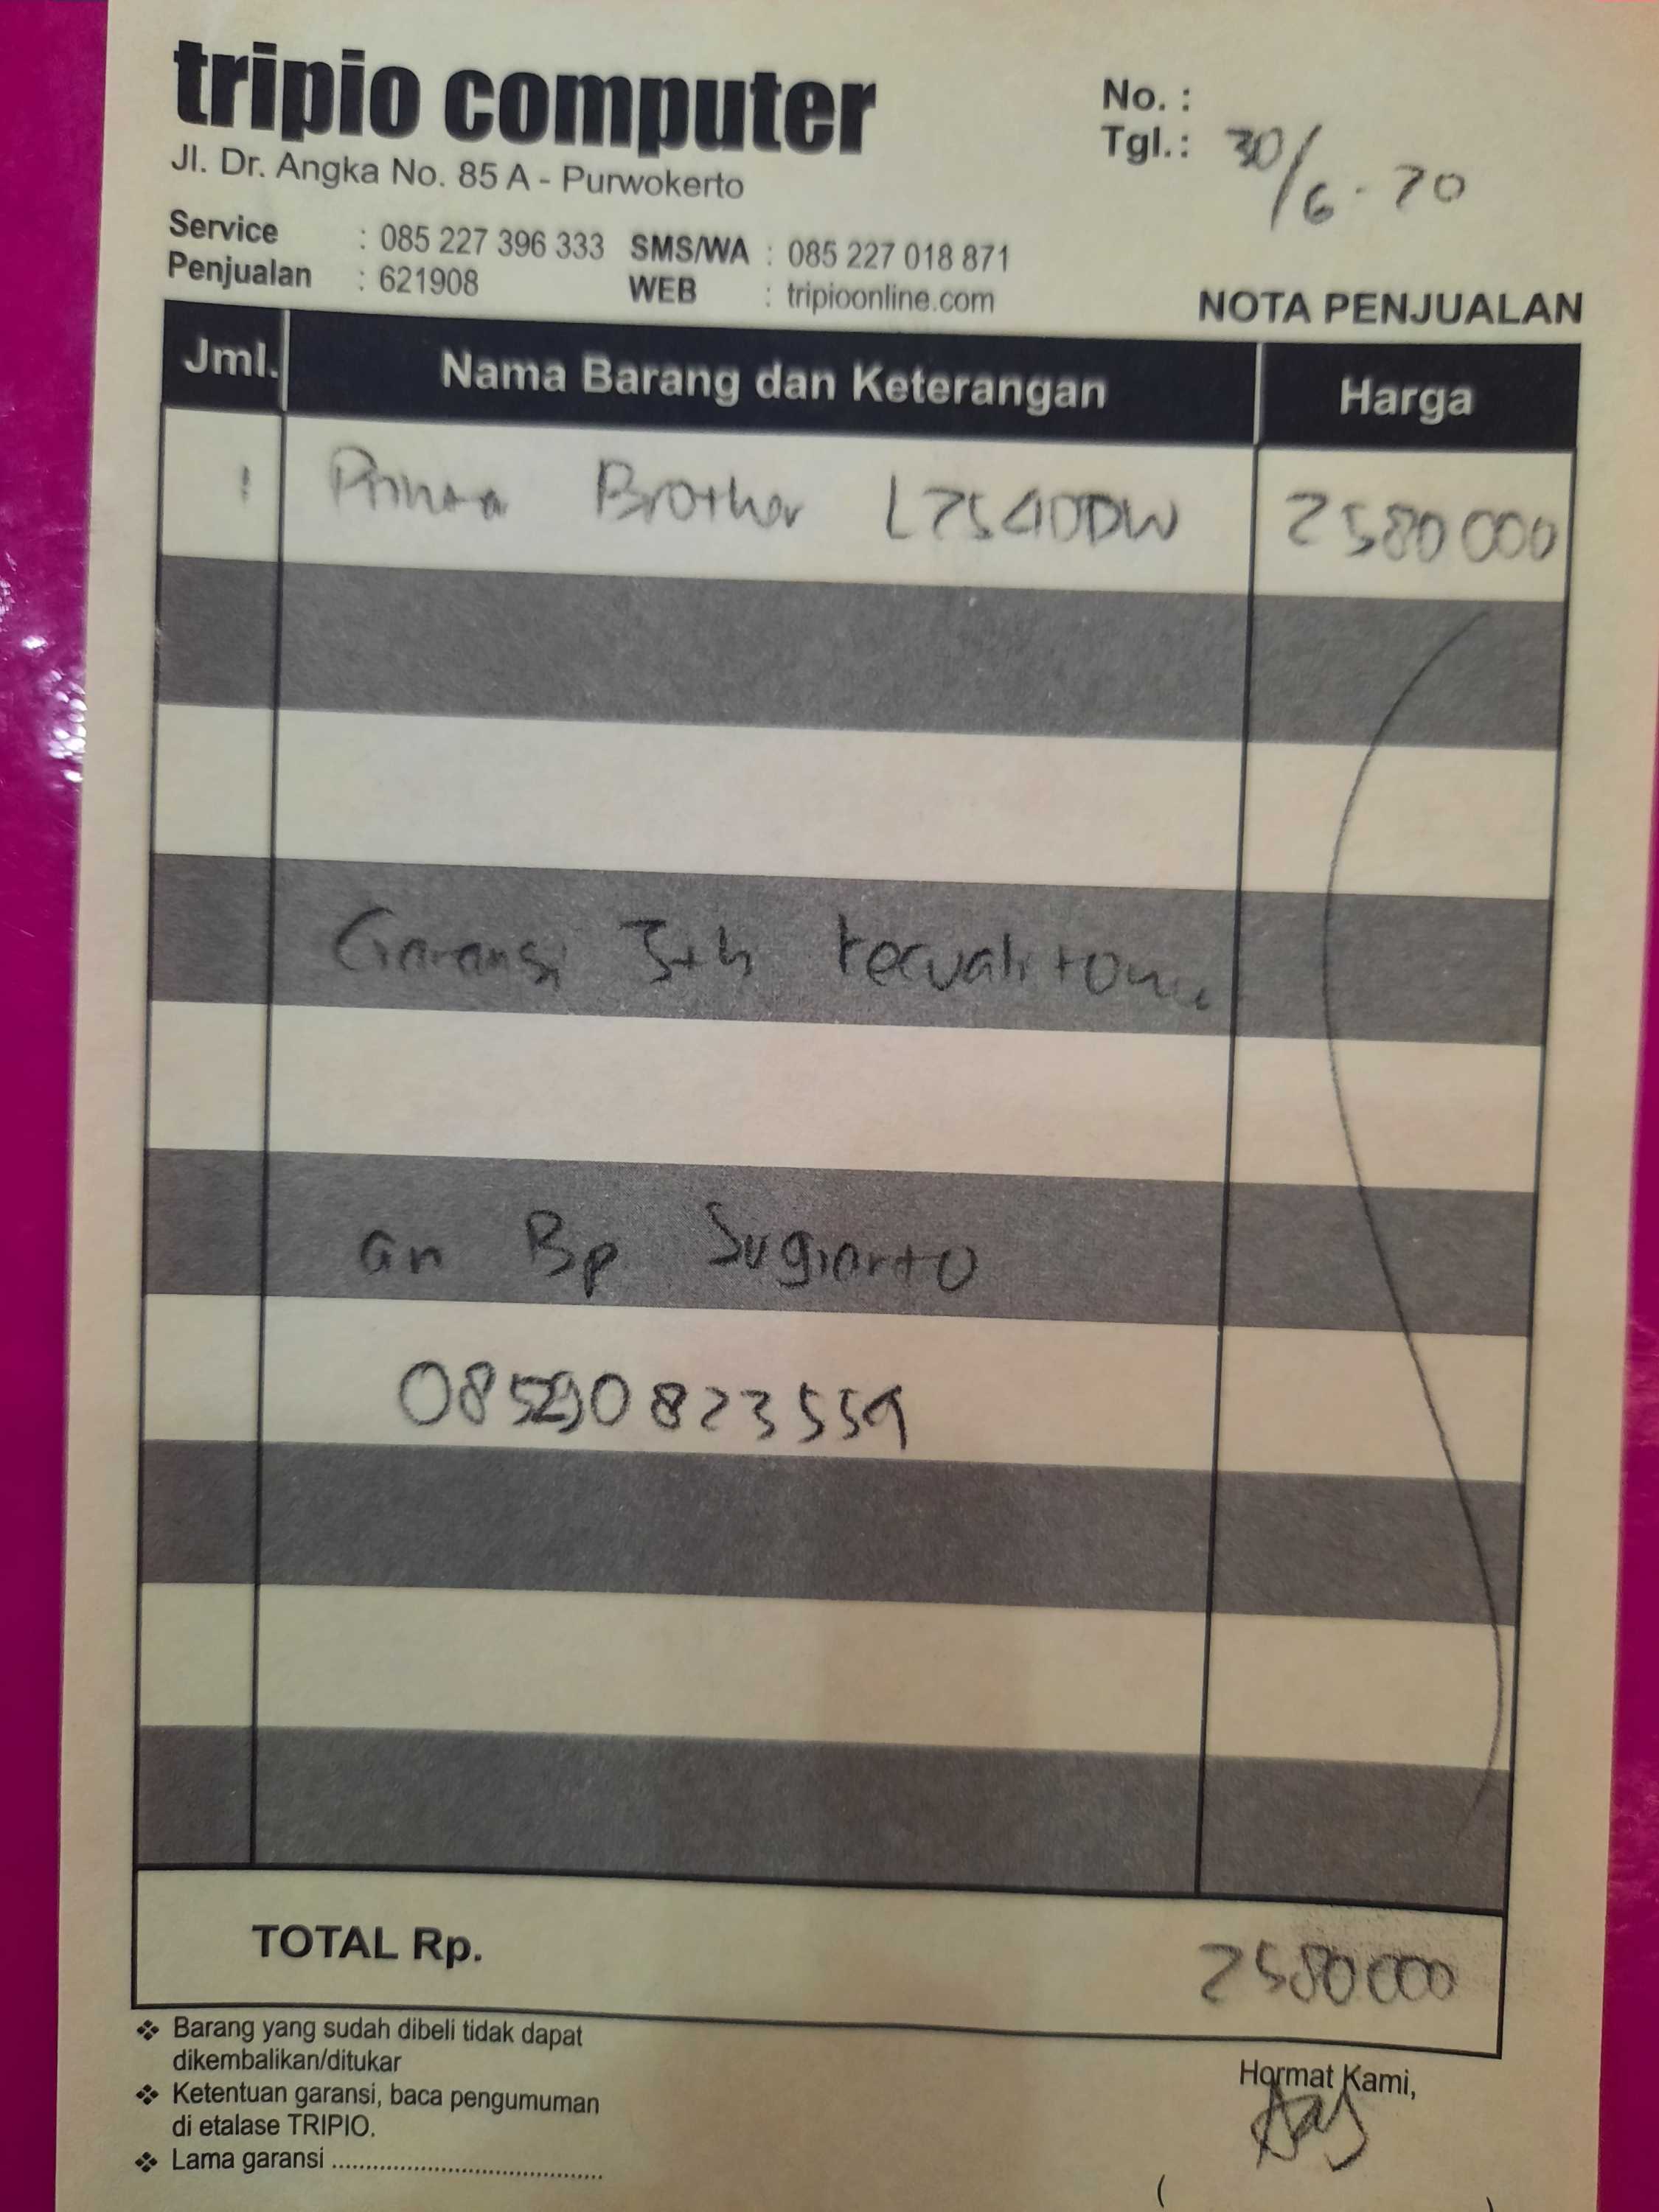 tripio computer
Jl. Dr. Angka No. 85 A - Purwokerto
No. :
Tgl.: 30/6-20
Service : 085 227 396 333 SMS/WA : 085 227 018 871
Penjualan : 621908 WEB : tripioonline.com
NOTA PENJUALAN
Jml. Nama Barang dan Keterangan Harga
1 Printer Brother L2540DW 2580000
Garansi 3th kecuali toner
an Bp Sugiarto
TOTAL Rp. 2580000
❖ Barang yang sudah dibeli tidak dapat
dikembalikan/ditukar
❖ Ketentuan garansi, baca pengumuman
di etalase TRIPIO.
❖ Lama garansi ........................................
Hormat Kami,